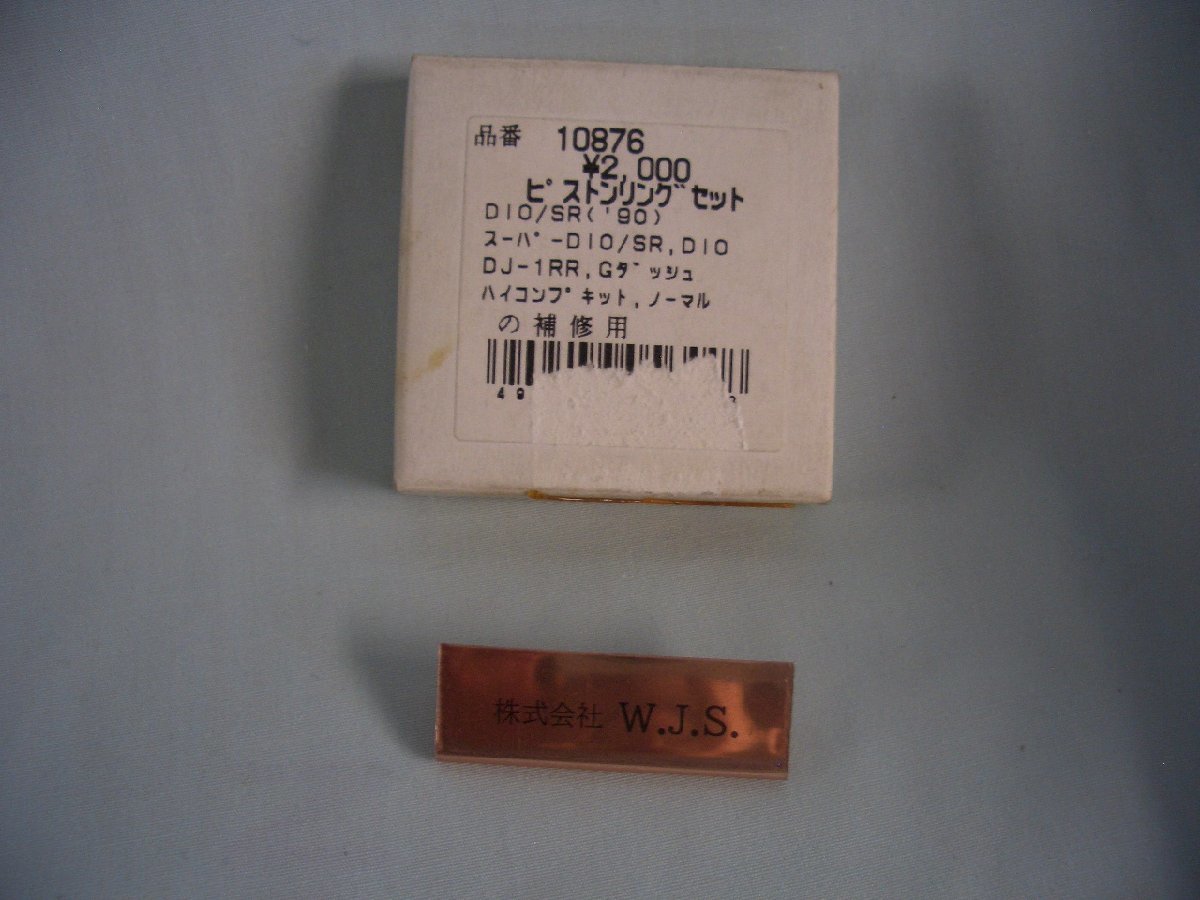 品番 10876
¥2,000
ピストンリングセット
DIO/SR('90)
スーパーDIO/SR,DIO
DJ-1RR,Gダッシュ
ハイコンプキット,ノーマル
の補修用
49 3
株式会社 W.J.S.